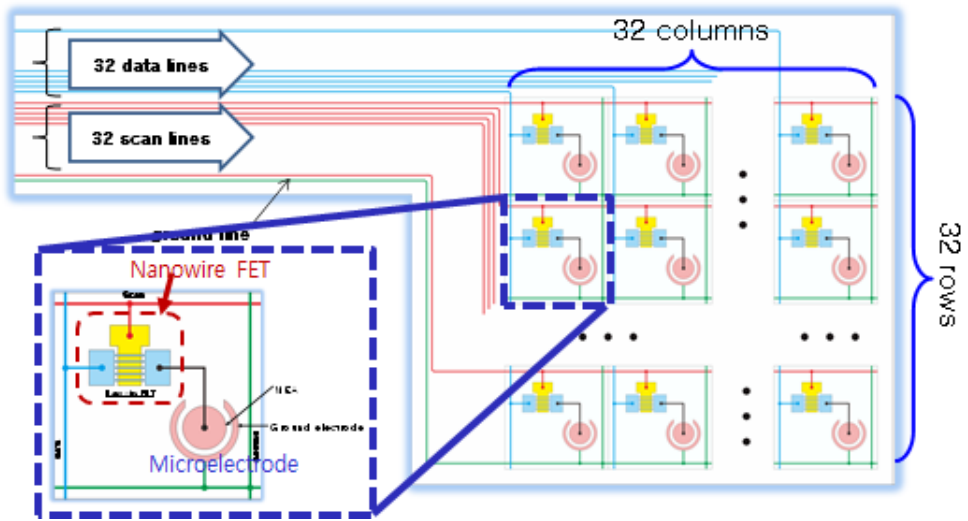 32 columns
32 data lines
32 scan lines
ground line
32 rows
Nanowire FET
Scan
MEA
Ground electrode
Microelectrode